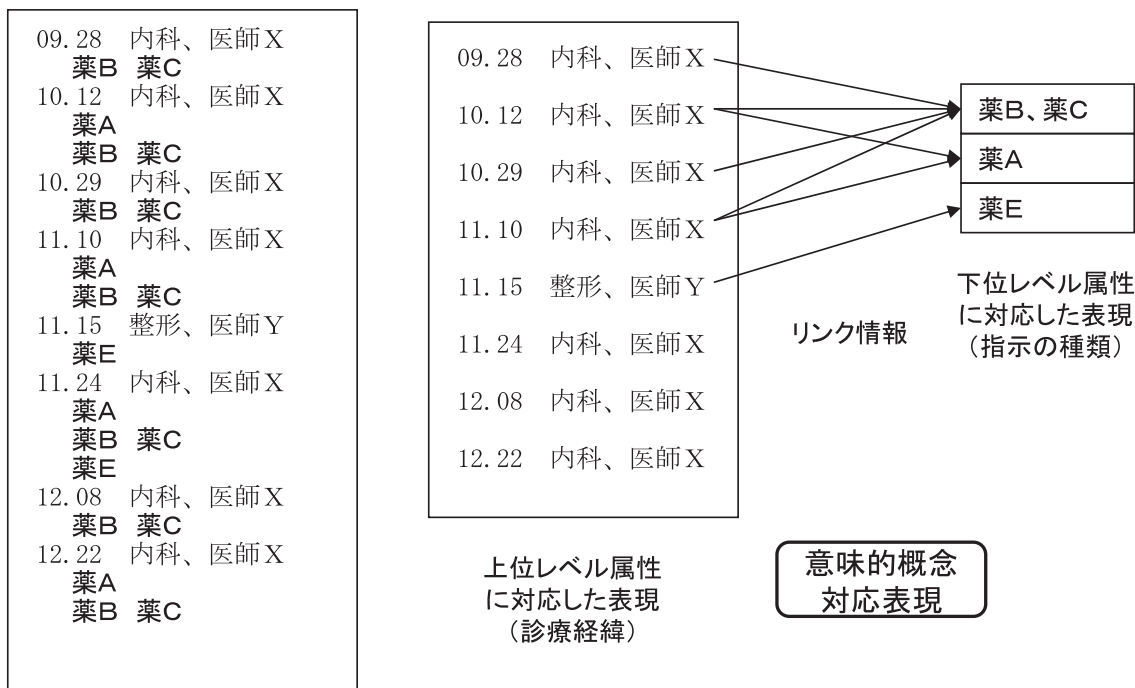 09.28 内科、医師X
薬B 薬C
10.12 内科、医師X
薬A
薬B 薬C
10.29 内科、医師X
薬B 薬C
11.10 内科、医師X
薬A
薬B 薬C
11.15 整形、医師Y
薬E
11.24 内科、医師X
薬A
薬B 薬C
薬E
12.08 内科、医師X
薬B 薬C
12.22 内科、医師X
薬A
薬B 薬C
09.28 内科、医師X
10.12 内科、医師X
10.29 内科、医師X
11.10 内科、医師X
11.15 整形、医師Y
11.24 内科、医師X
12.08 内科、医師X
12.22 内科、医師X
上位レベル属性
に対応した表現
（診療経緯）
リンク情報
薬B、薬C
薬A
薬E
下位レベル属性
に対応した表現
（指示の種類）
意味的概念
対応表現